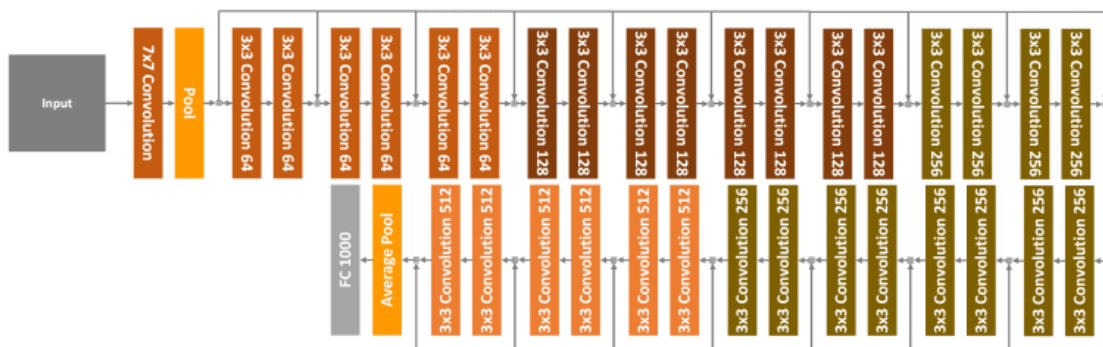 Input
7x7 Convolution
Pool
3x3 Convolution 64
3x3 Convolution 64
3x3 Convolution 64
3x3 Convolution 64
3x3 Convolution 64
3x3 Convolution 64
3x3 Convolution 128
3x3 Convolution 128
3x3 Convolution 128
3x3 Convolution 128
3x3 Convolution 128
3x3 Convolution 128
3x3 Convolution 128
3x3 Convolution 128
3x3 Convolution 256
3x3 Convolution 256
3x3 Convolution 256
3x3 Convolution 256
FC 1000
Average Pool
3x3 Convolution 512
3x3 Convolution 512
3x3 Convolution 512
3x3 Convolution 512
3x3 Convolution 512
3x3 Convolution 512
3x3 Convolution 256
3x3 Convolution 256
3x3 Convolution 256
3x3 Convolution 256
3x3 Convolution 256
3x3 Convolution 256
3x3 Convolution 256
3x3 Convolution 256